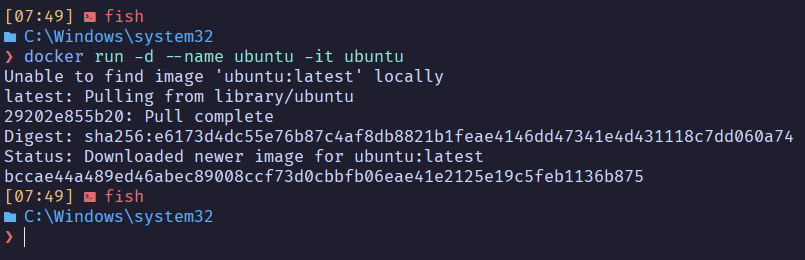 [07:49] fish
C:\Windows\system32
❯ docker run -d --name ubuntu -it ubuntu
Unable to find image 'ubuntu:latest' locally
latest: Pulling from library/ubuntu
29202e855b20: Pull complete
Digest: sha256:e6173d4dc55e76b87c4af8db8821b1feae4146dd47341e4d431118c7dd060a74
Status: Downloaded newer image for ubuntu:latest
bccae44a489ed46abec89008ccf73d0cbbfb06eae41e2125e19c5feb1136b875
[07:49] fish
C:\Windows\system32
❯